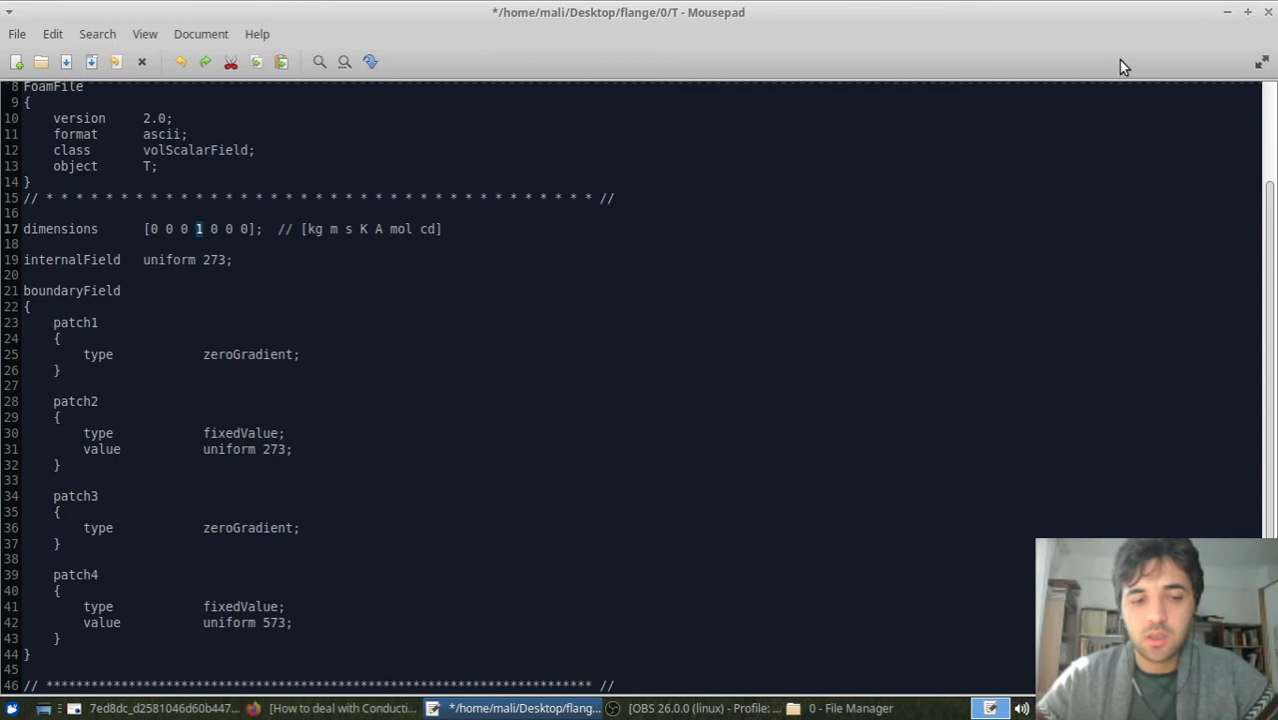 */home/mali/Desktop/flange/0/T - Mousepad
File Edit Search View Document Help
8 FoamFile
9 {
10 version 2.0;
11 format ascii;
12 class volScalarField;
13 object T;
14 }
15 // * * * * * * * * * * * * * * * * * * * * * * * * * * * * * * * * * * * * * //
16
17 dimensions [0 0 0 1 0 0 0]; // [kg m s K A mol cd]
18
19 internalField uniform 273;
20
21 boundaryField
22 {
23 patch1
24 {
25 type zeroGradient;
26 }
27
28 patch2
29 {
30 type fixedValue;
31 value uniform 273;
32 }
33
34 patch3
35 {
36 type zeroGradient;
37 }
38
39 patch4
40 {
41 type fixedValue;
42 value uniform 573;
43 }
44 }
45
46 // ************************************************************************* //
7ed8dc_d2581046d60b447... [How to deal with Conducti... */home/mali/Desktop/flang... [OBS 26.0.0 (linux) - Profile: ... 0 - File Manager